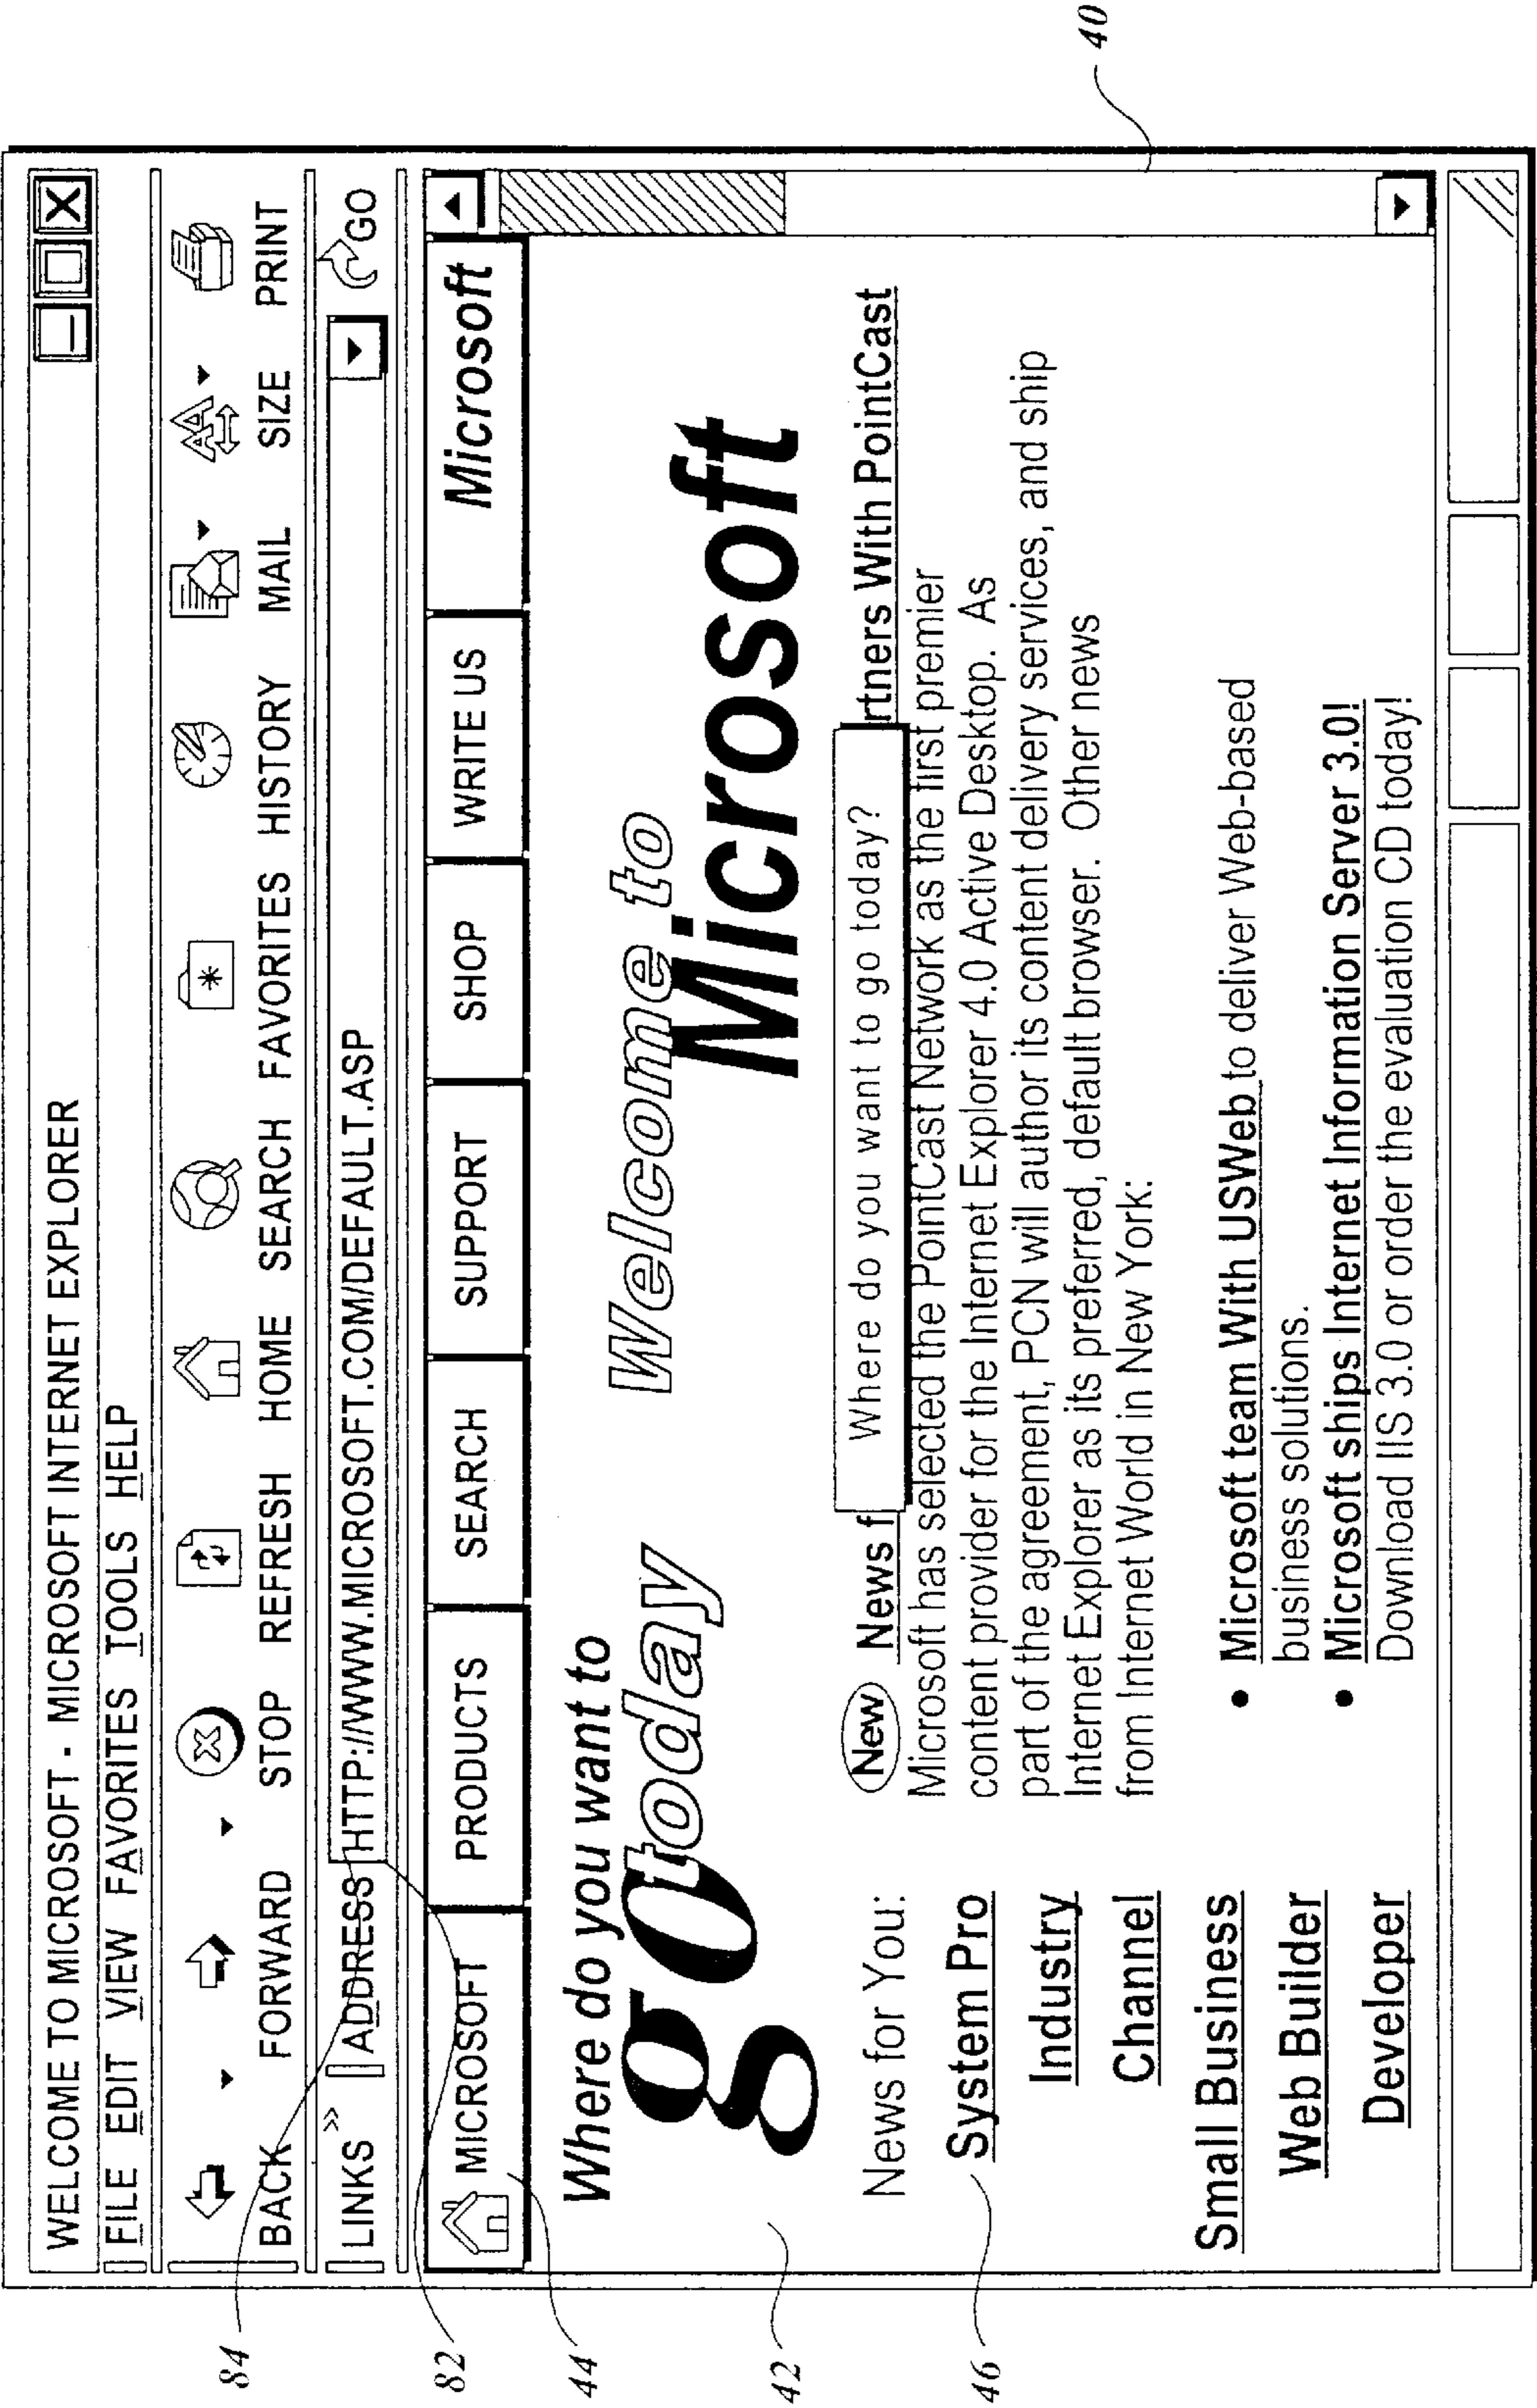 WELCOME TO MICROSOFT - MICROSOFT INTERNET EXPLORER
FILE EDIT VIEW FAVORITES TOOLS HELP
BACK FORWARD STOP REFRESH HOME SEARCH FAVORITES HISTORY MAIL SIZE PRINT
LINKS » ADDRESS HTTP://WWW.MICROSOFT.COM/DEFAULT.ASP GO
MICROSOFT PRODUCTS SEARCH SUPPORT SHOP WRITE US Microsoft
Where do you want to
go today
Welcome to
Microsoft
News for You:
System Pro
Industry
Channel
Small Business
Web Builder
Developer
New News f
Where do you want to go today?
rtners With PointCast
Microsoft has selected the PointCast Network as the first premier
content provider for the Internet Explorer 4.0 Active Desktop. As
part of the agreement, PCN will author its content delivery services, and ship
Internet Explorer as its preferred, default browser. Other news
from Internet World in New York:
• Microsoft team With USWeb to deliver Web-based
business solutions.
• Microsoft ships Internet Information Server 3.0!
Download IIS 3.0 or order the evaluation CD today!
84
82
44
42
46
40